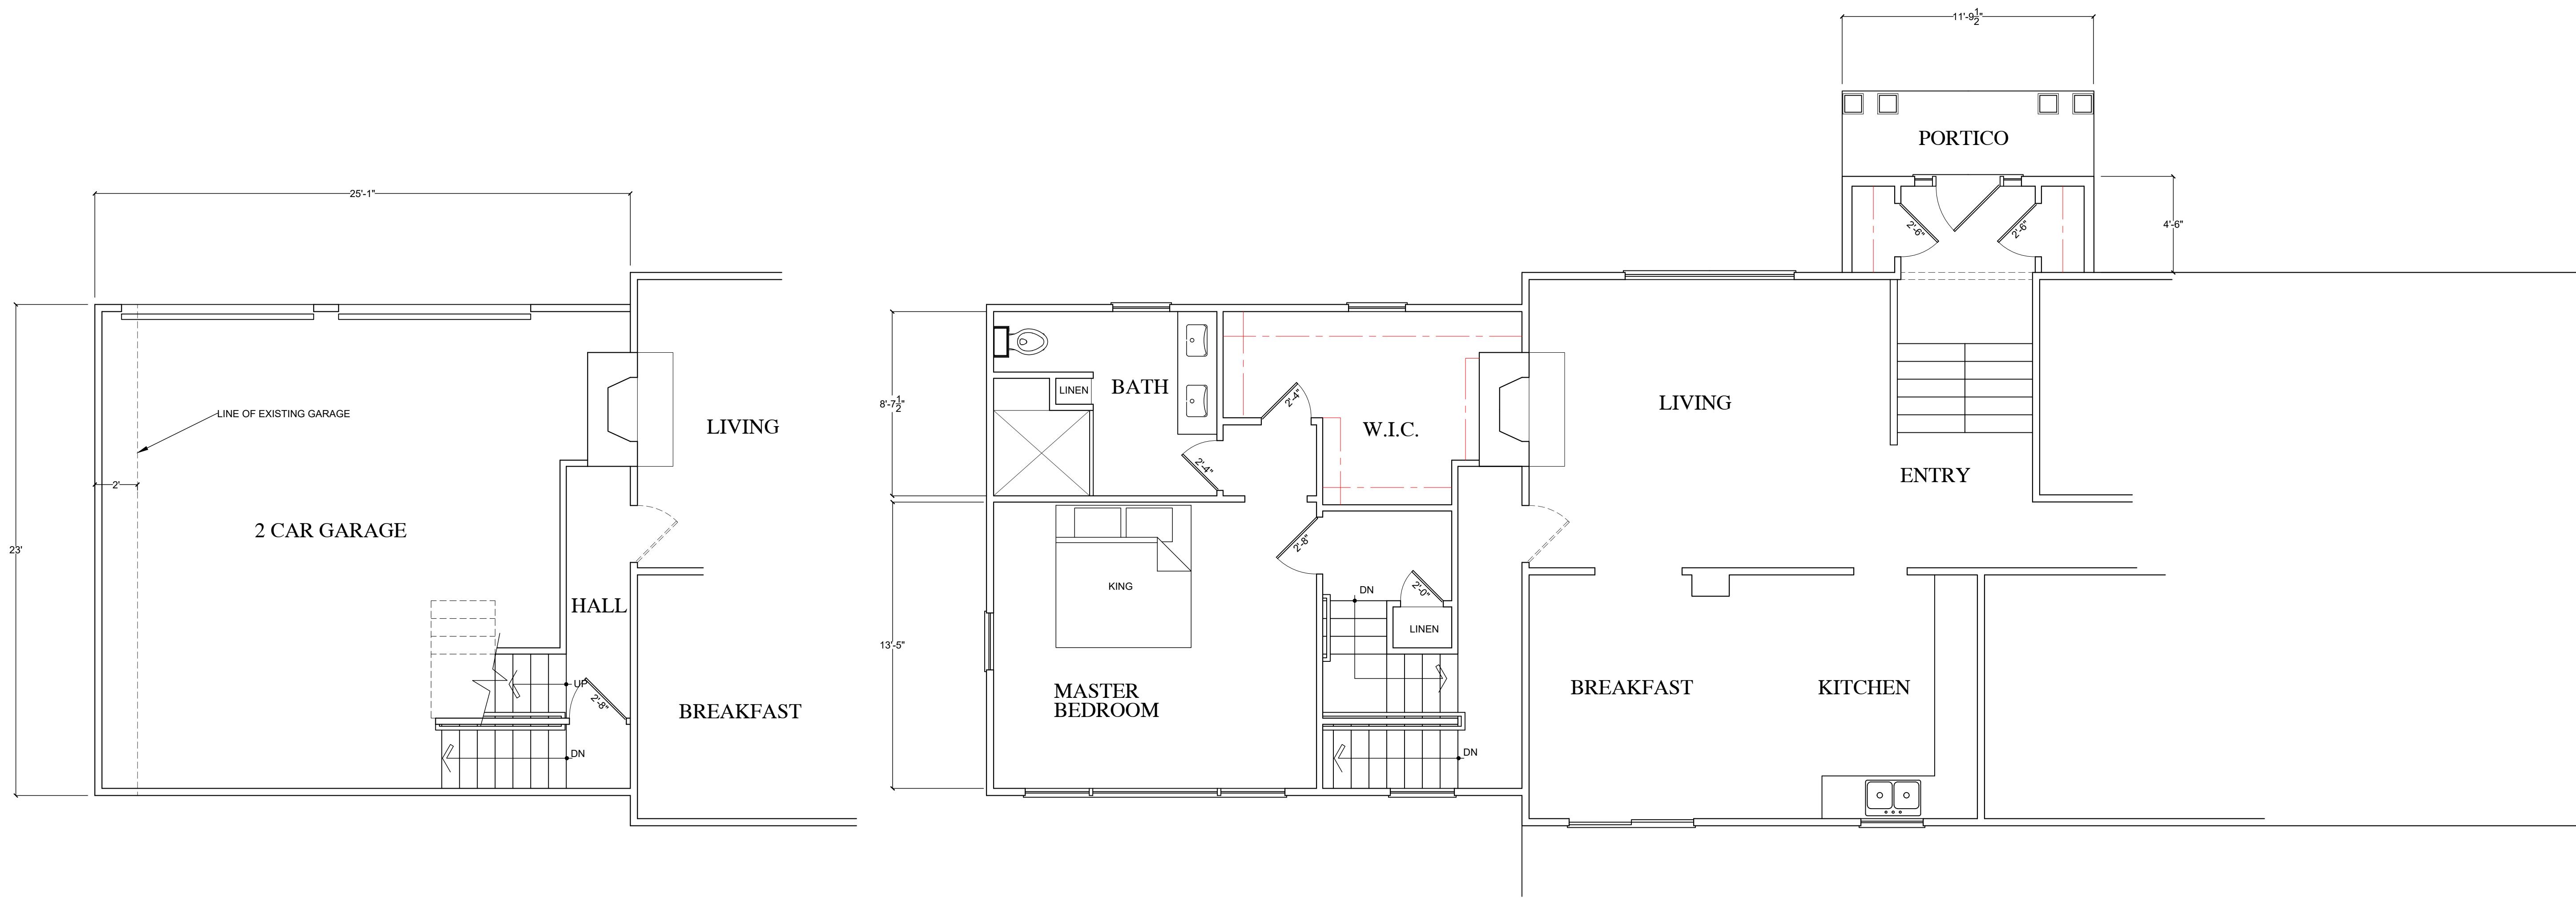 11'-9 1/2"
PORTICO
25'-1"
2'-6"
2'-6"
4'-6"
LINEN
BATH
2'-4"
8'-7 1/2"
LINE OF EXISTING GARAGE
LIVING
W.I.C.
LIVING
2'-4"
ENTRY
2'
2 CAR GARAGE
23'
2'-8"
KING
DN
2'-0"
HALL
LINEN
13'-5"
UP
2'-8"
MASTER
BEDROOM
BREAKFAST
KITCHEN
BREAKFAST
DN
DN